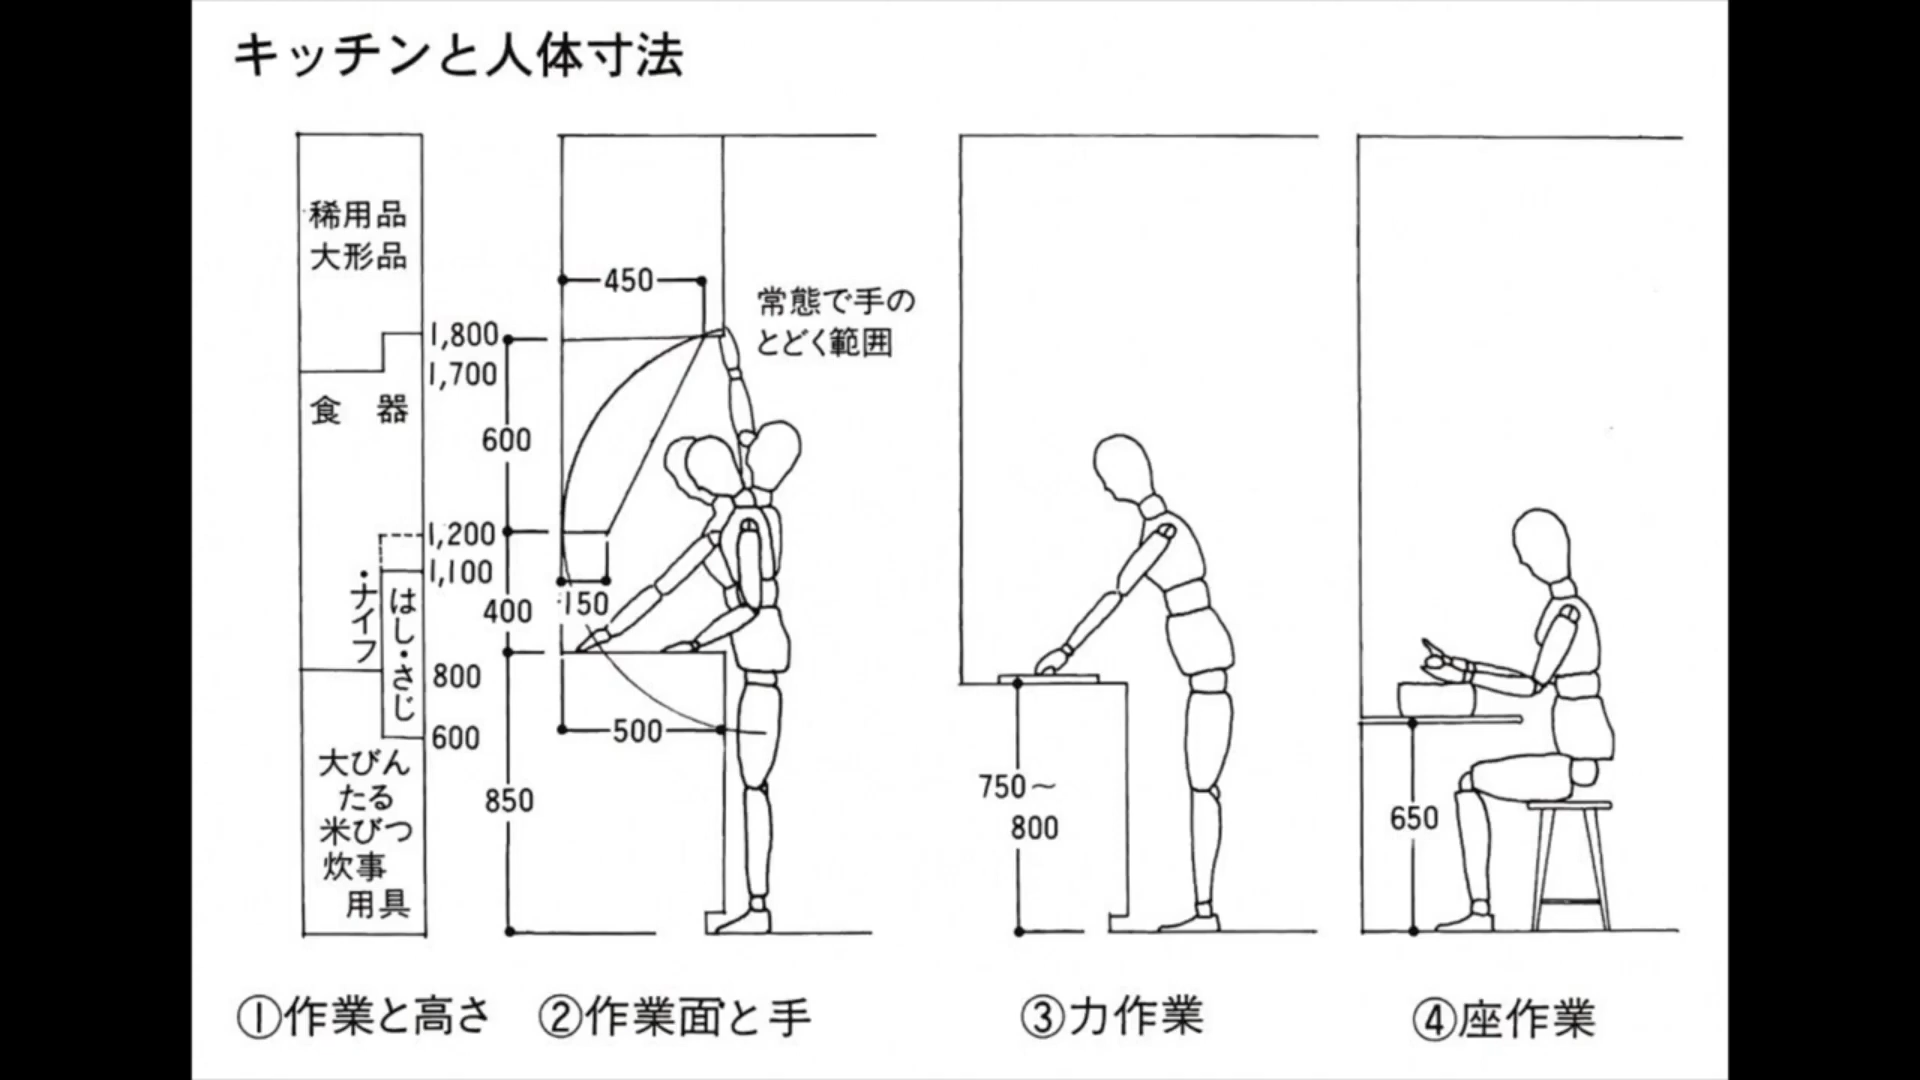 キッチンと人体寸法
稀用品
大形品
食 器
はし・さじ
・ナイフ
大びん
たる
米びつ
炊事
用具
1,800
1,700
1,200
1,100
800
600
①作業と高さ
450
常態で手の
とどく範囲
600
400
150
500
850
②作業面と手
750～
800
③力作業
650
④座作業